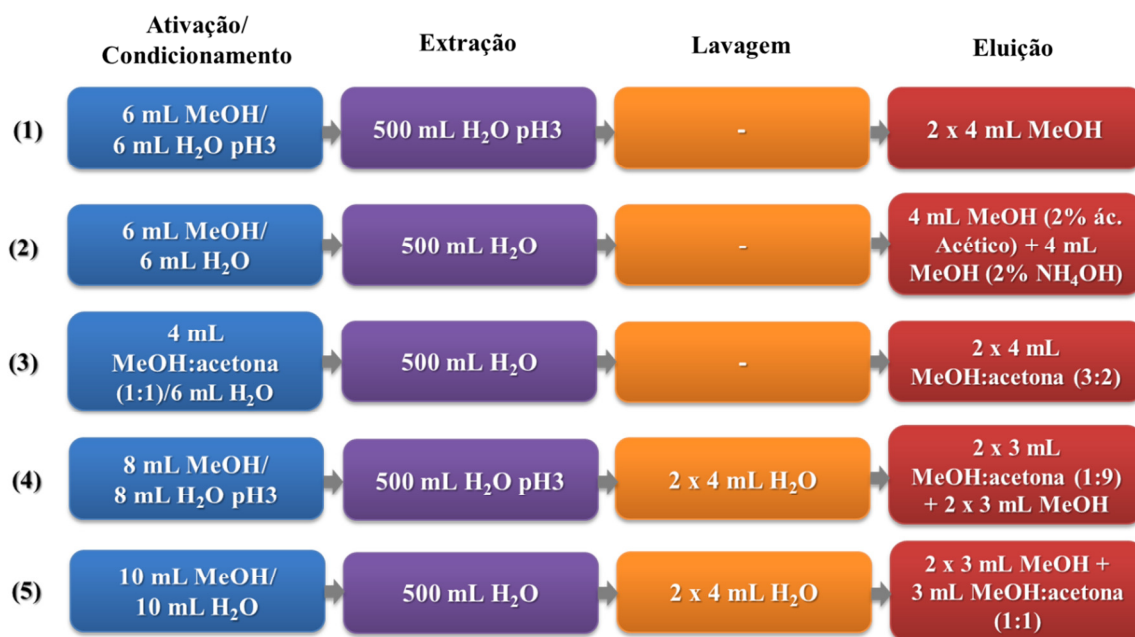 Ativação/
Condicionamento
Extração
Lavagem
Eluição
(1)
6 mL MeOH/
6 mL H₂O pH3
500 mL H₂O pH3
-
2 x 4 mL MeOH
(2)
6 mL MeOH/
6 mL H₂O
500 mL H₂O
-
4 mL MeOH (2% ác.
Acético) + 4 mL
MeOH (2% NH₄OH)
(3)
4 mL
MeOH:acetona
(1:1)/6 mL H₂O
500 mL H₂O
-
2 x 4 mL
MeOH:acetona (3:2)
(4)
8 mL MeOH/
8 mL H₂O pH3
500 mL H₂O pH3
2 x 4 mL H₂O
2 x 3 mL
MeOH:acetona (1:9)
+ 2 x 3 mL MeOH
(5)
10 mL MeOH/
10 mL H₂O
500 mL H₂O
2 x 4 mL H₂O
2 x 3 mL MeOH +
3 mL MeOH:acetona
(1:1)